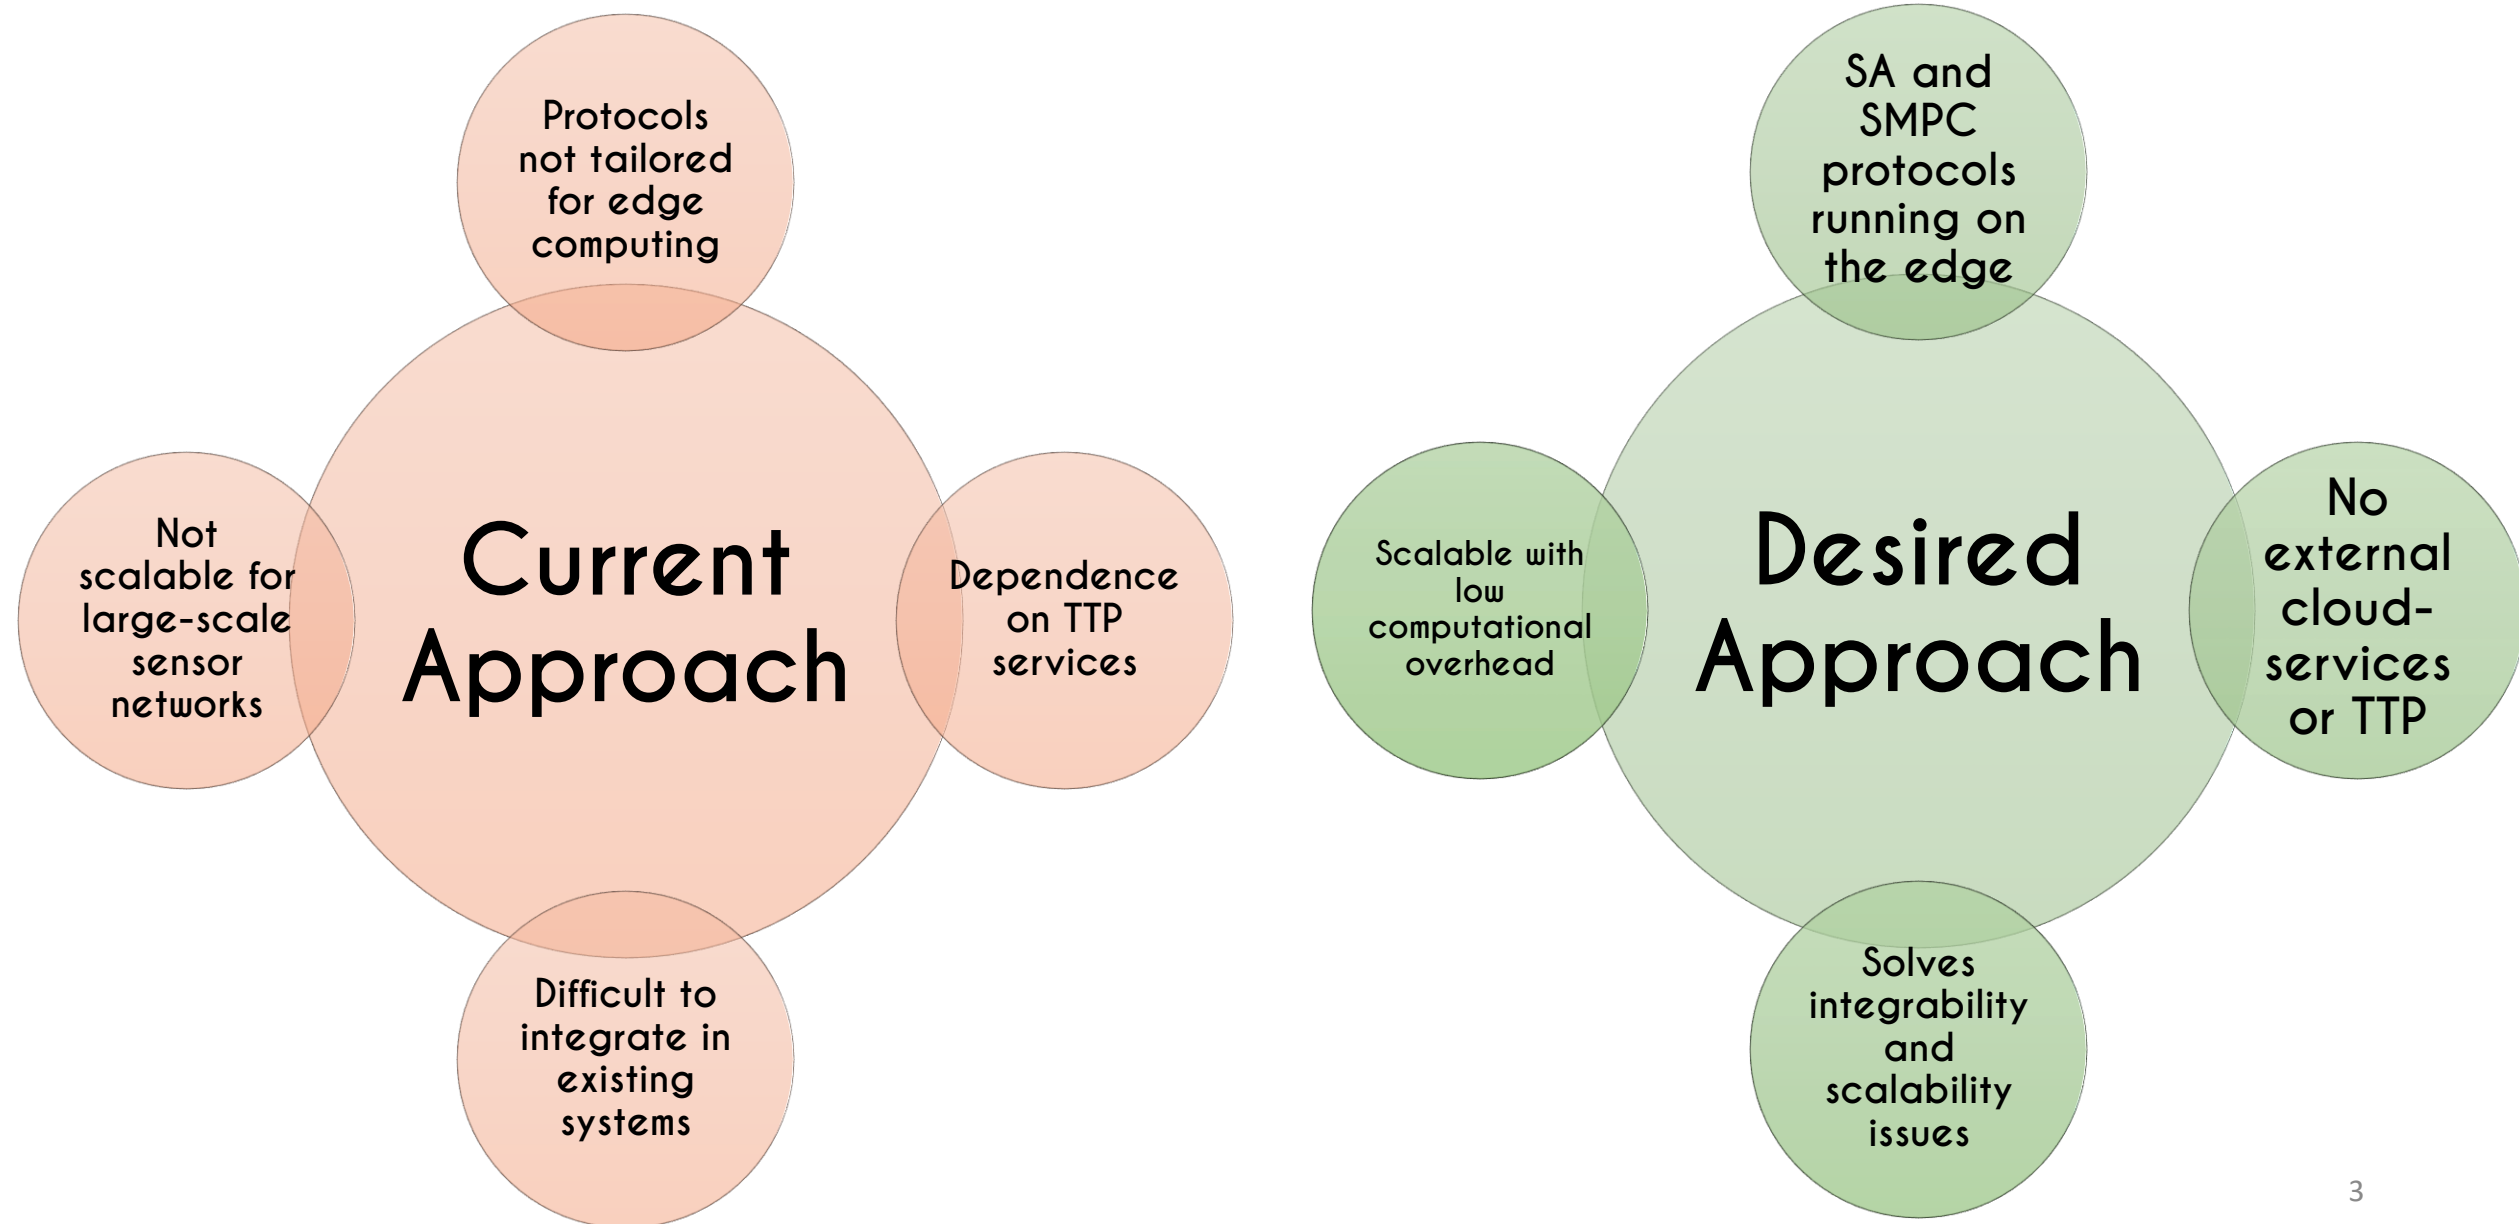 Protocols
not tailored
for edge
computing
Not
scalable for
large-scale
sensor
networks
Current
Approach
Dependence
on TTP
services
Difficult to
integrate in
existing
systems
SA and
SMPC
protocols
running on
the edge
Scalable with
low
computational
overhead
Desired
Approach
No
external
cloud-
services
or TTP
Solves
integrability
and
scalability
issues
3